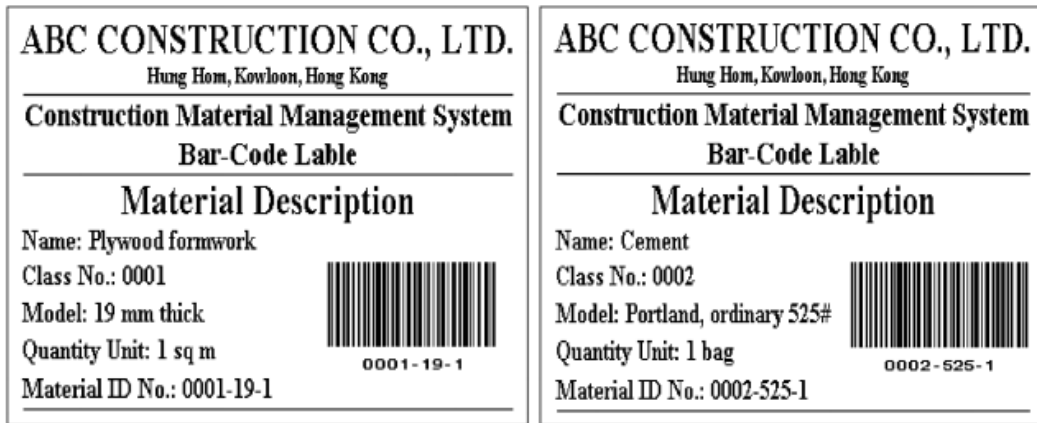 ABC CONSTRUCTION CO., LTD.
Hung Hom, Kowloon, Hong Kong
Construction Material Management System
Bar-Code Lable
Material Description
Name: Plywood formwork
Class No.: 0001
Model: 19 mm thick
Quantity Unit: 1 sq m
Material ID No.: 0001-19-1
0001-19-1
ABC CONSTRUCTION CO., LTD.
Hung Hom, Kowloon, Hong Kong
Construction Material Management System
Bar-Code Lable
Material Description
Name: Cement
Class No.: 0002
Model: Portland, ordinary 525#
Quantity Unit: 1 bag
Material ID No.: 0002-525-1
0002-525-1